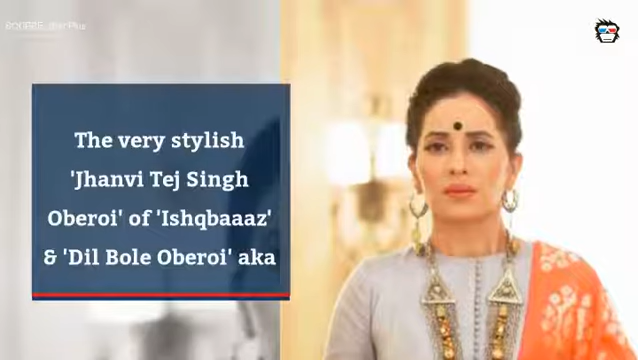 The very stylish
'Jhanvi Tej Singh
Oberoi' of 'Ishqbaaaz'
& 'Dil Bole Oberoi' aka